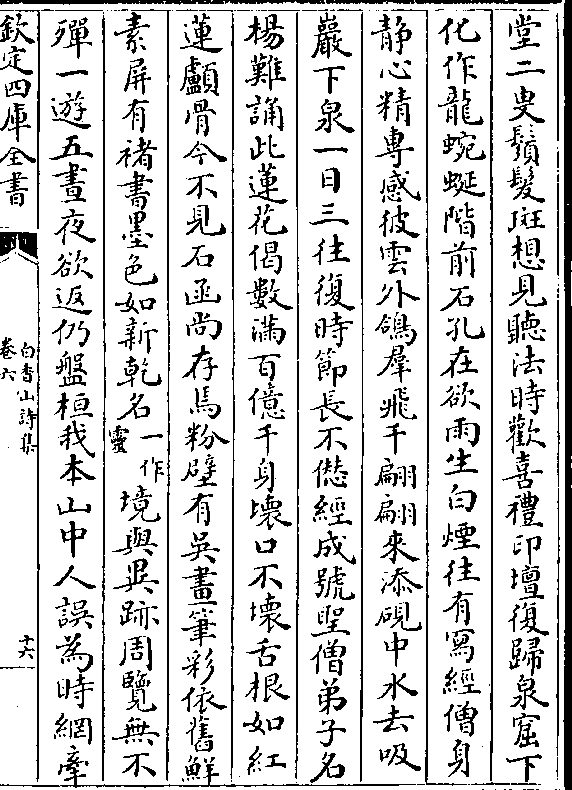 堂二叟鬚髮斑想見聽法時歡喜禮印壇復歸泉窟下
化作龍蜿蜒階前石孔在欲雨生白煙往有寫經僧身
静心精專感彼雲外鴿羣飛千翩翩來添硯中水去吸
巖下泉一日三往復時節長不愆經成號聖僧弟子名
楊難誦此蓮花偈數滿百億千身壞口不壞舌根如紅
蓮顱骨今不見石函尚存焉粉壁有吳畫筆彩依舊鮮
素屏有褚書墨色如新乾名一作靈境與異跡周覽無不
殫一遊五晝夜欲返仍盤桓我本山中人誤為時網牽
欽定四庫全書
白香山詩集
卷六
十六